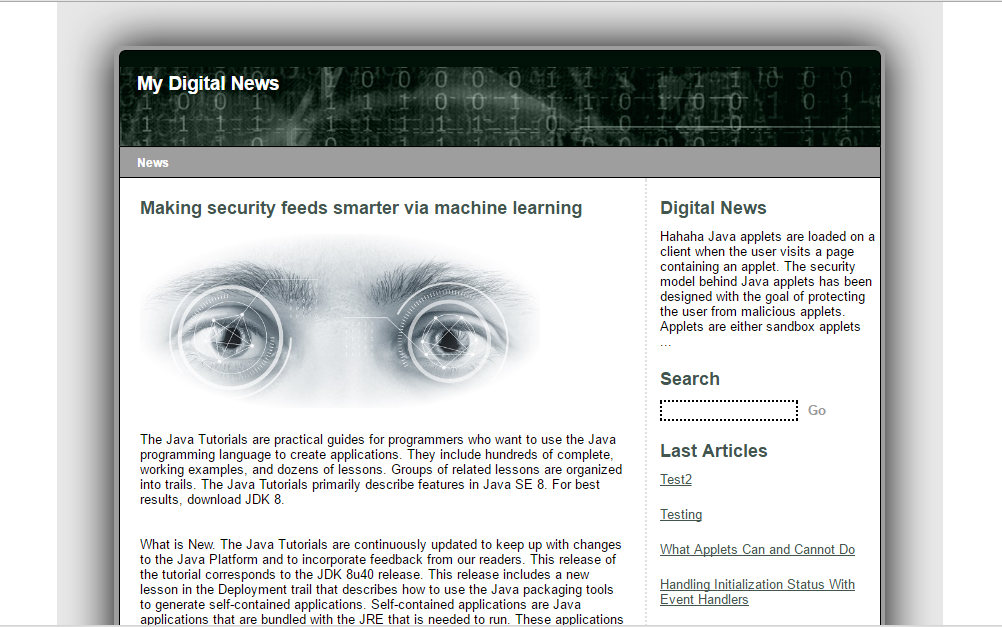 My Digital News
News
Making security feeds smarter via machine learning
The Java Tutorials are practical guides for programmers who want to use the Java
programming language to create applications. They include hundreds of complete,
working examples, and dozens of lessons. Groups of related lessons are organized
into trails. The Java Tutorials primarily describe features in Java SE 8. For best
results, download JDK 8.
What is New. The Java Tutorials are continuously updated to keep up with changes
to the Java Platform and to incorporate feedback from our readers. This release of
the tutorial corresponds to the JDK 8u40 release. This release includes a new
lesson in the Deployment trail that describes how to use the Java packaging tools
to generate self-contained applications. Self-contained applications are Java
applications that are bundled with the JRE that is needed to run. These applications
Digital News
Hahaha Java applets are loaded on a
client when the user visits a page
containing an applet. The security
model behind Java applets has been
designed with the goal of protecting
the user from malicious applets.
Applets are either sandbox applets
...
Search
Go
Last Articles
Test2
Testing
What Applets Can and Cannot Do
Handling Initialization Status With
Event Handlers